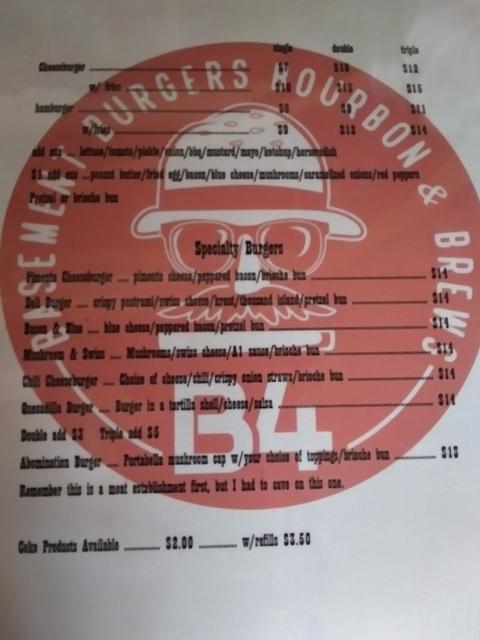 BASEMENT BURGERS BOURBON & BREWS
single double triple
Cheeseburger $7 $10 $12
w/ fries $10 $15
hamburger $6 $9 $11
w/fries $9 $12 $14
add ons .... lettuce/tomato/pickle/onion/bbq/mustard/mayo/ketchup/horseradish
$1 add ons ....peanut butter/fried egg/bacon/blue cheese/mushrooms/caramelized onions/red peppers
Pretzel or brioche bun
Specialty Burgers
Pimento Cheeseburger .... pimento cheese/peppered bacon/brioche bun $14
Deli Burger .... crispy pastrami/swiss cheese/kraut/thousand island/pretzel bun $14
Bacon & Blue .... blue cheese/peppered bacon/pretzel bun $14
Mushroom & Swiss .... Mushrooms/swiss cheese/A1 sauce/brioche bun $14
Chili Cheeseburger .... Choice of cheese/chili/crispy onion straws/brioche bun $14
Quesadilla Burger .... Burger in a tortilla shell/cheese/salsa $14
Double add $3 Triple add $5
Abomination Burger .... Portabella mushroom cap w/your choice of toppings/brioche bun $13
Remember this is a meat establishment first, but I had to cave on this one.
B4
Coke Products Available ........... $2.00 ........... w/refills $3.50